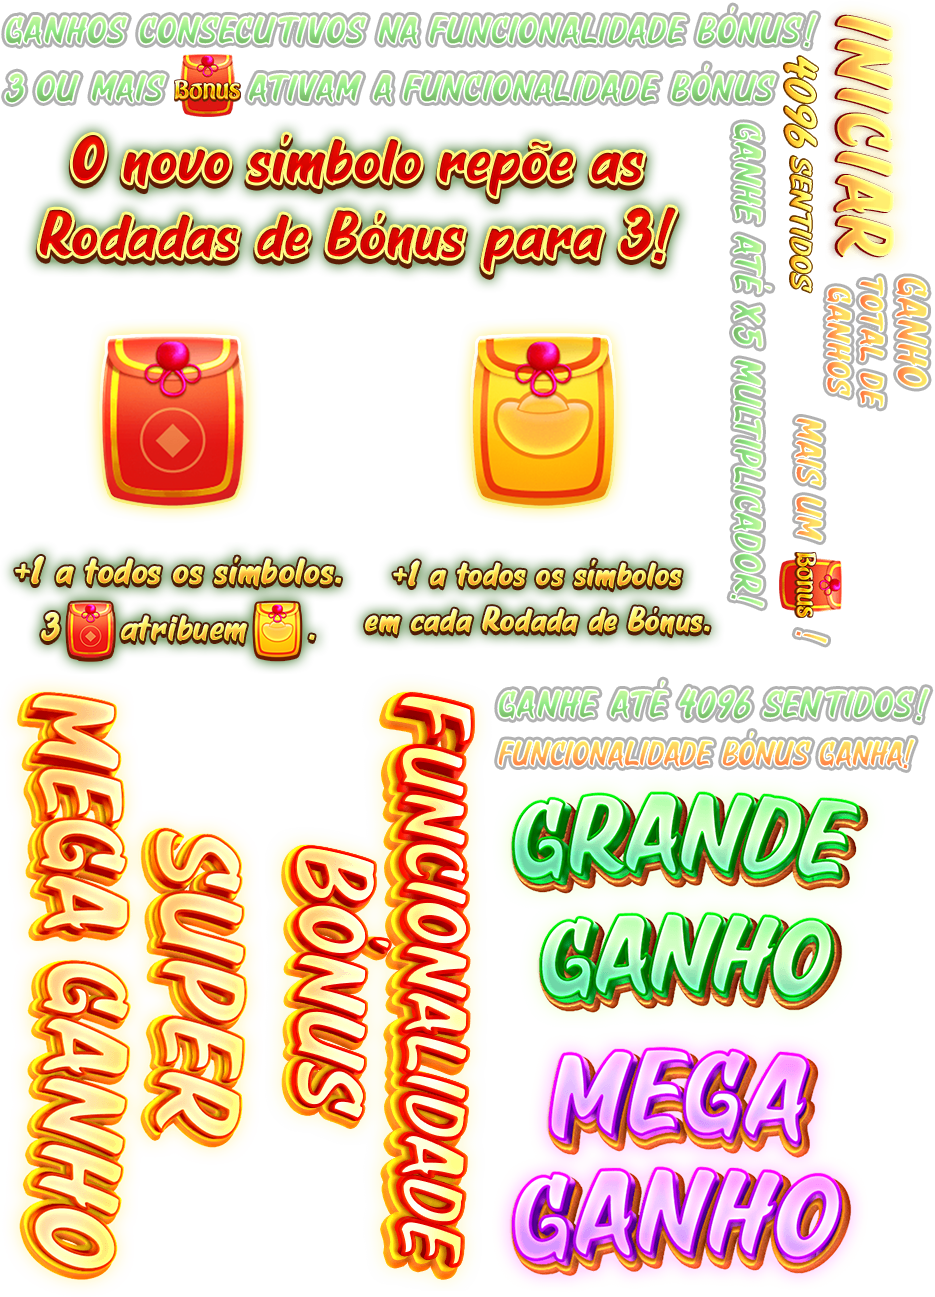 GANHOS CONSECUTIVOS NA FUNCIONALIDADE BÓNUS!
3 OU MAIS Bonus ATIVAM A FUNCIONALIDADE BÓNUS
INICIAR
4096 SENTIDOS
GANHE ATÉ X5 MULTIPLICADOR!
O novo símbolo repõe as
Rodadas de Bónus para 3!
GANHO
TOTAL DE
GANHOS
MAIS UM Bonus !
+1 a todos os símbolos.
3 atribuem .
+1 a todos os símbolos
em cada Rodada de Bónus.
GANHE ATÉ 4096 SENTIDOS!
FUNCIONALIDADE BÓNUS GANHA!
MEGA GANHO
SUPER
FUNCIONALIDADE
BÓNUS
GRANDE
GANHO
MEGA
GANHO